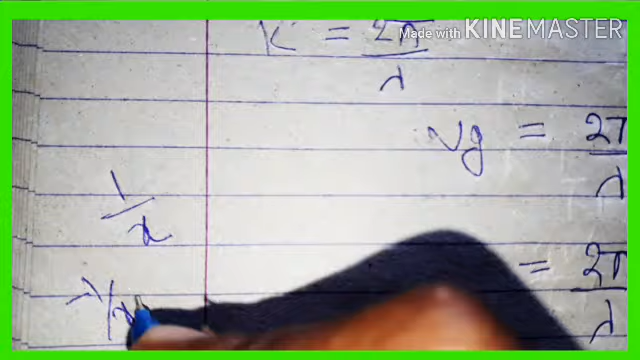 Made with KINEMASTER
K = 2π/λ
vg = 2π/λ
1/x
= 2π/λ